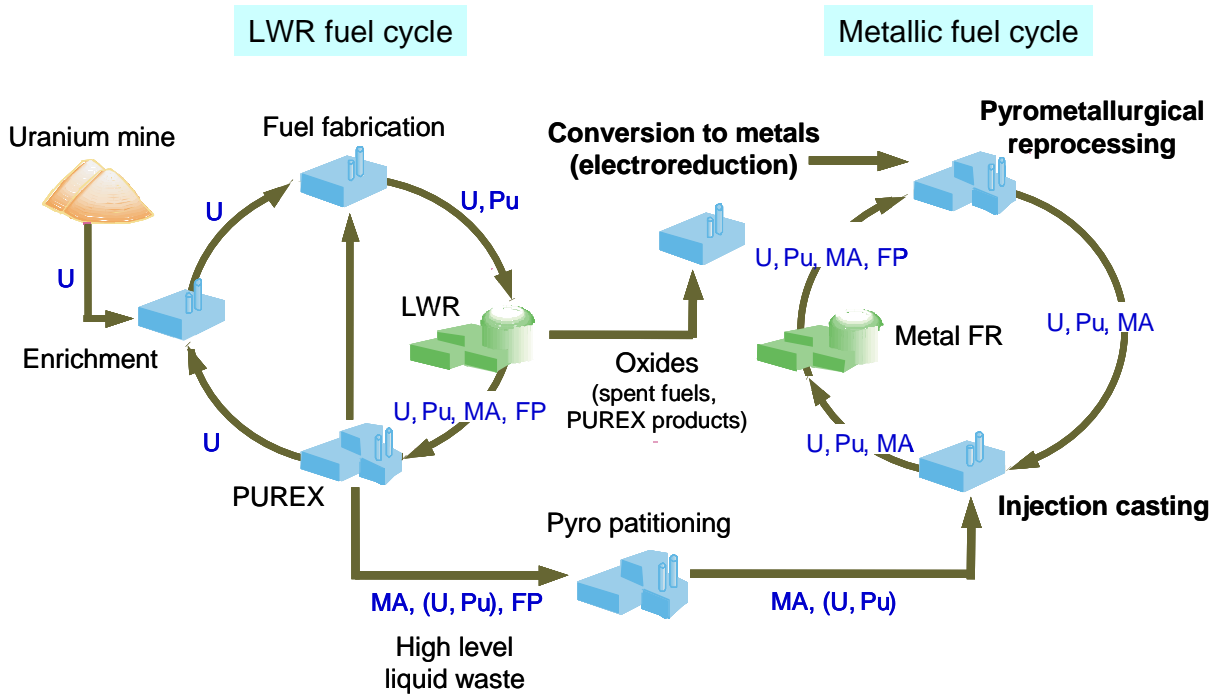 LWR fuel cycle
Metallic fuel cycle
Uranium mine
Fuel fabrication
Conversion to metals
(electroreduction)
Pyrometallurgical
reprocessing
U
U, Pu
U
U, Pu, MA, FP
Enrichment
LWR
Oxides
(spent fuels,
PUREX products)
Metal FR
U, Pu, MA
U
U, Pu, MA, FP
U, Pu, MA
PUREX
Injection casting
Pyro patitioning
MA, (U, Pu), FP
MA, (U, Pu)
High level
liquid waste